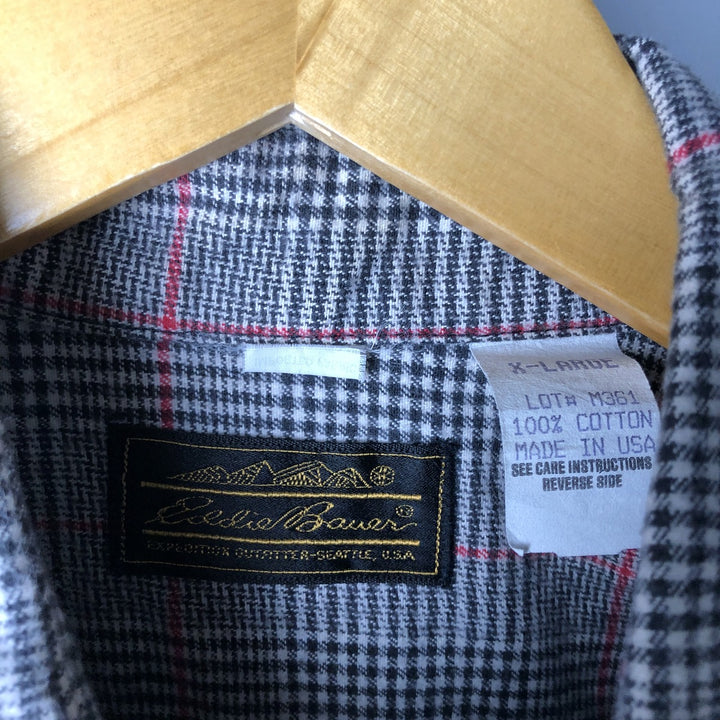 Eddie Bauer®
EXPEDITION OUTFITTER-SEATTLE, U.S.A
X-LARGE
LOT# M361
100% COTTON
MADE IN USA
SEE CARE INSTRUCTIONS
REVERSE SIDE